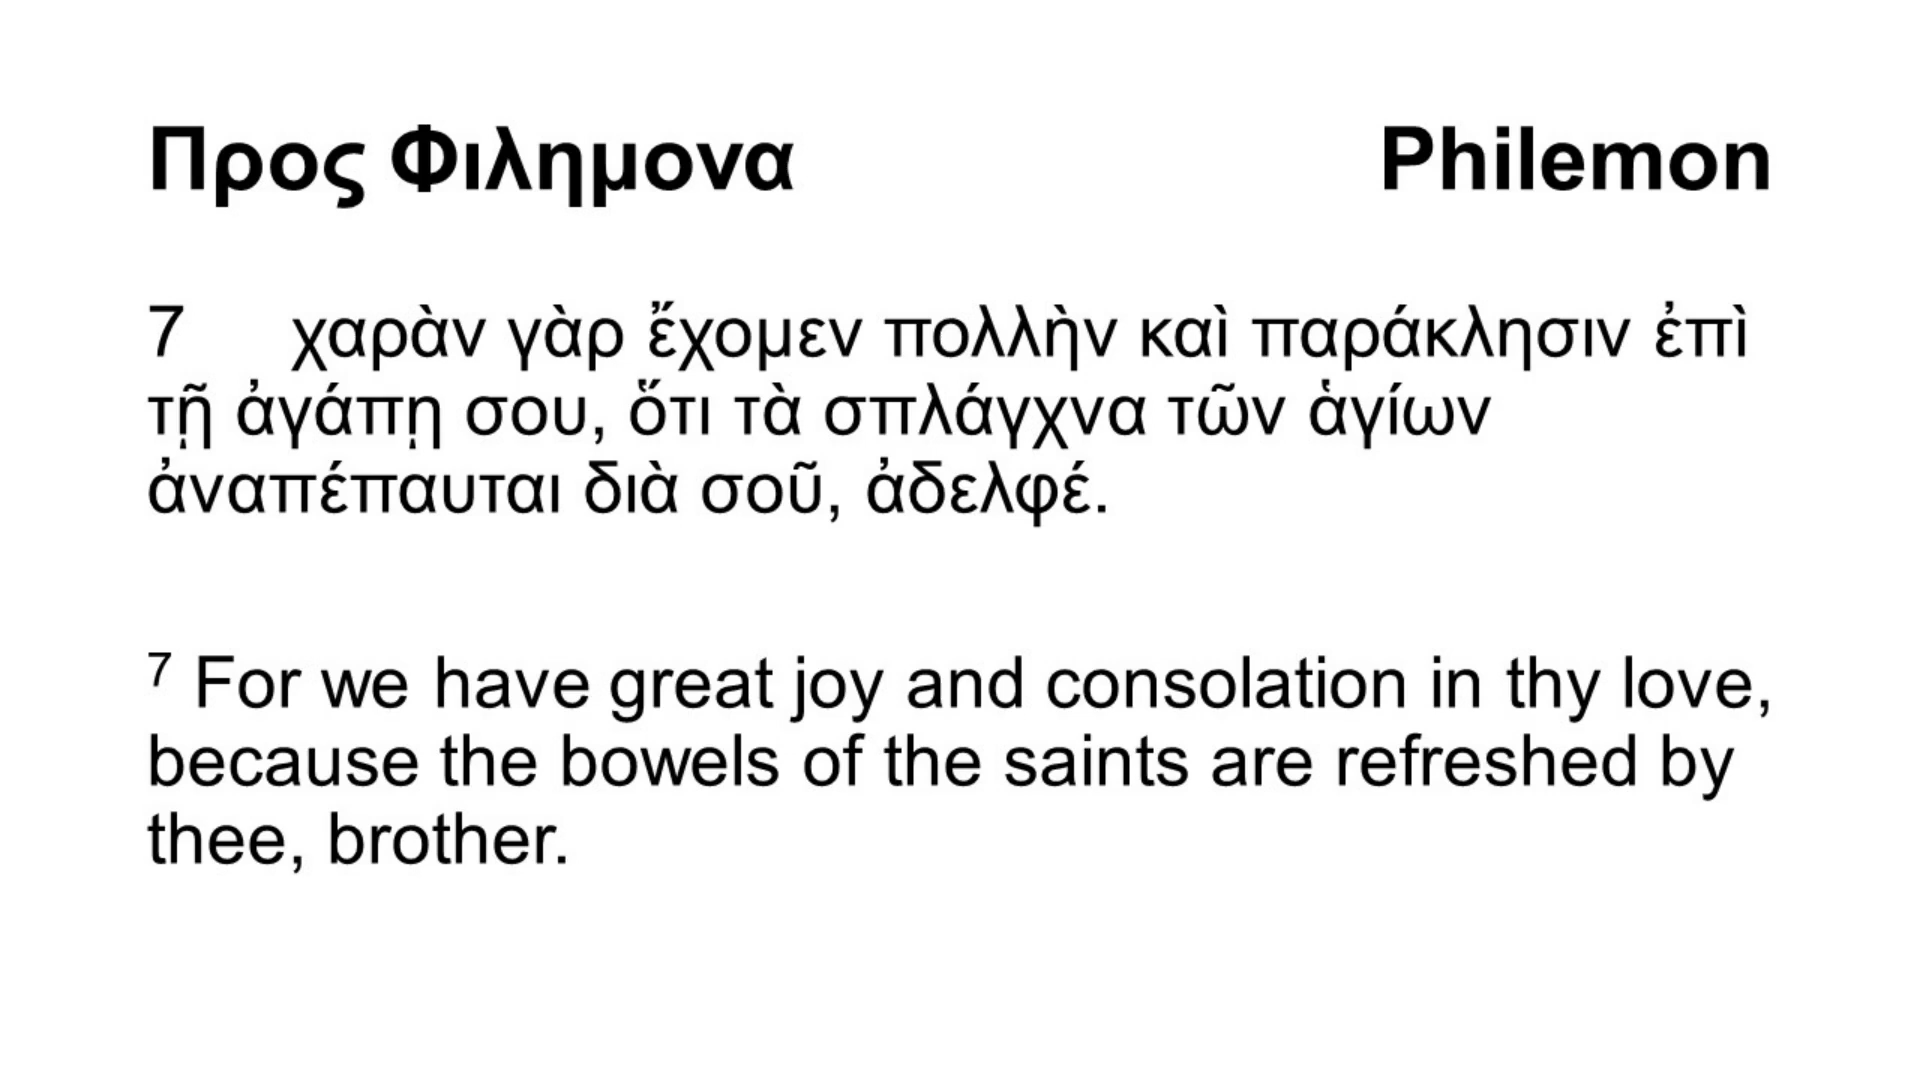 Προς Φιλημονα Philemon
7 χαρὰν γὰρ ἔχομεν πολλὴν καὶ παράκλησιν ἐπὶ
τῇ ἀγάπῃ σου, ὅτι τὰ σπλάγχνα τῶν ἁγίων
ἀναπέπαυται διὰ σοῦ, ἀδελφέ.
7 For we have great joy and consolation in thy love,
because the bowels of the saints are refreshed by
thee, brother.